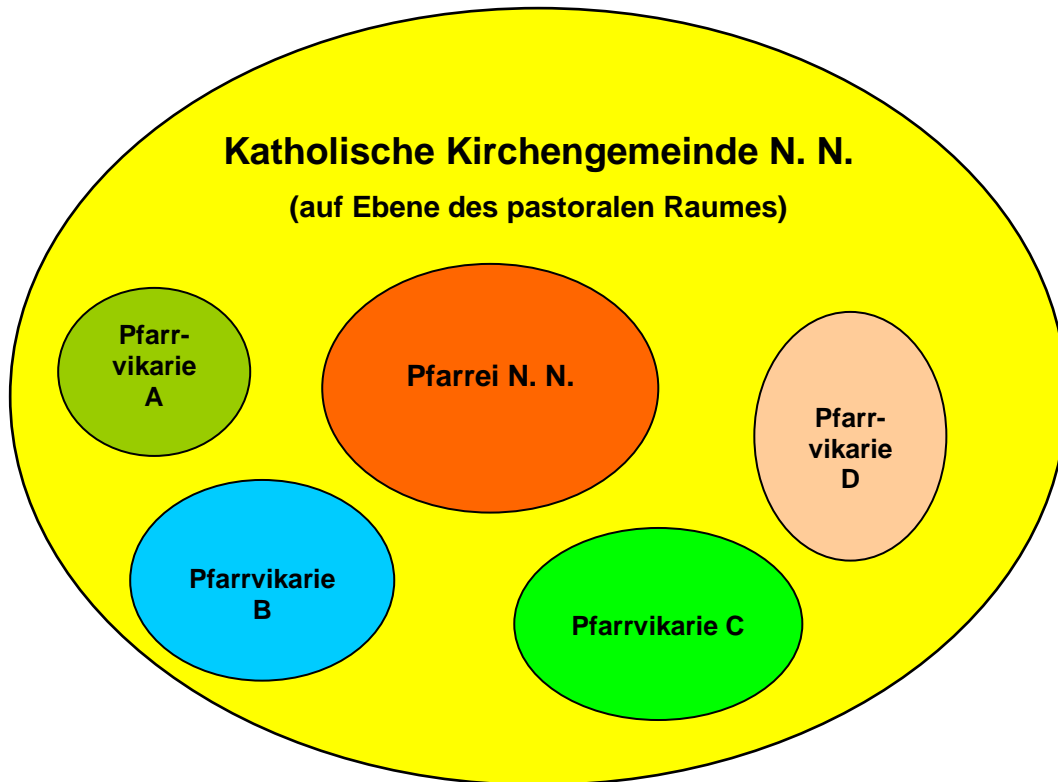 Katholische Kirchengemeinde N. N.
(auf Ebene des pastoralen Raumes)
Pfarr-
vikarie
A
Pfarrei N. N.
Pfarr-
vikarie
D
Pfarrvikarie
B
Pfarrvikarie C